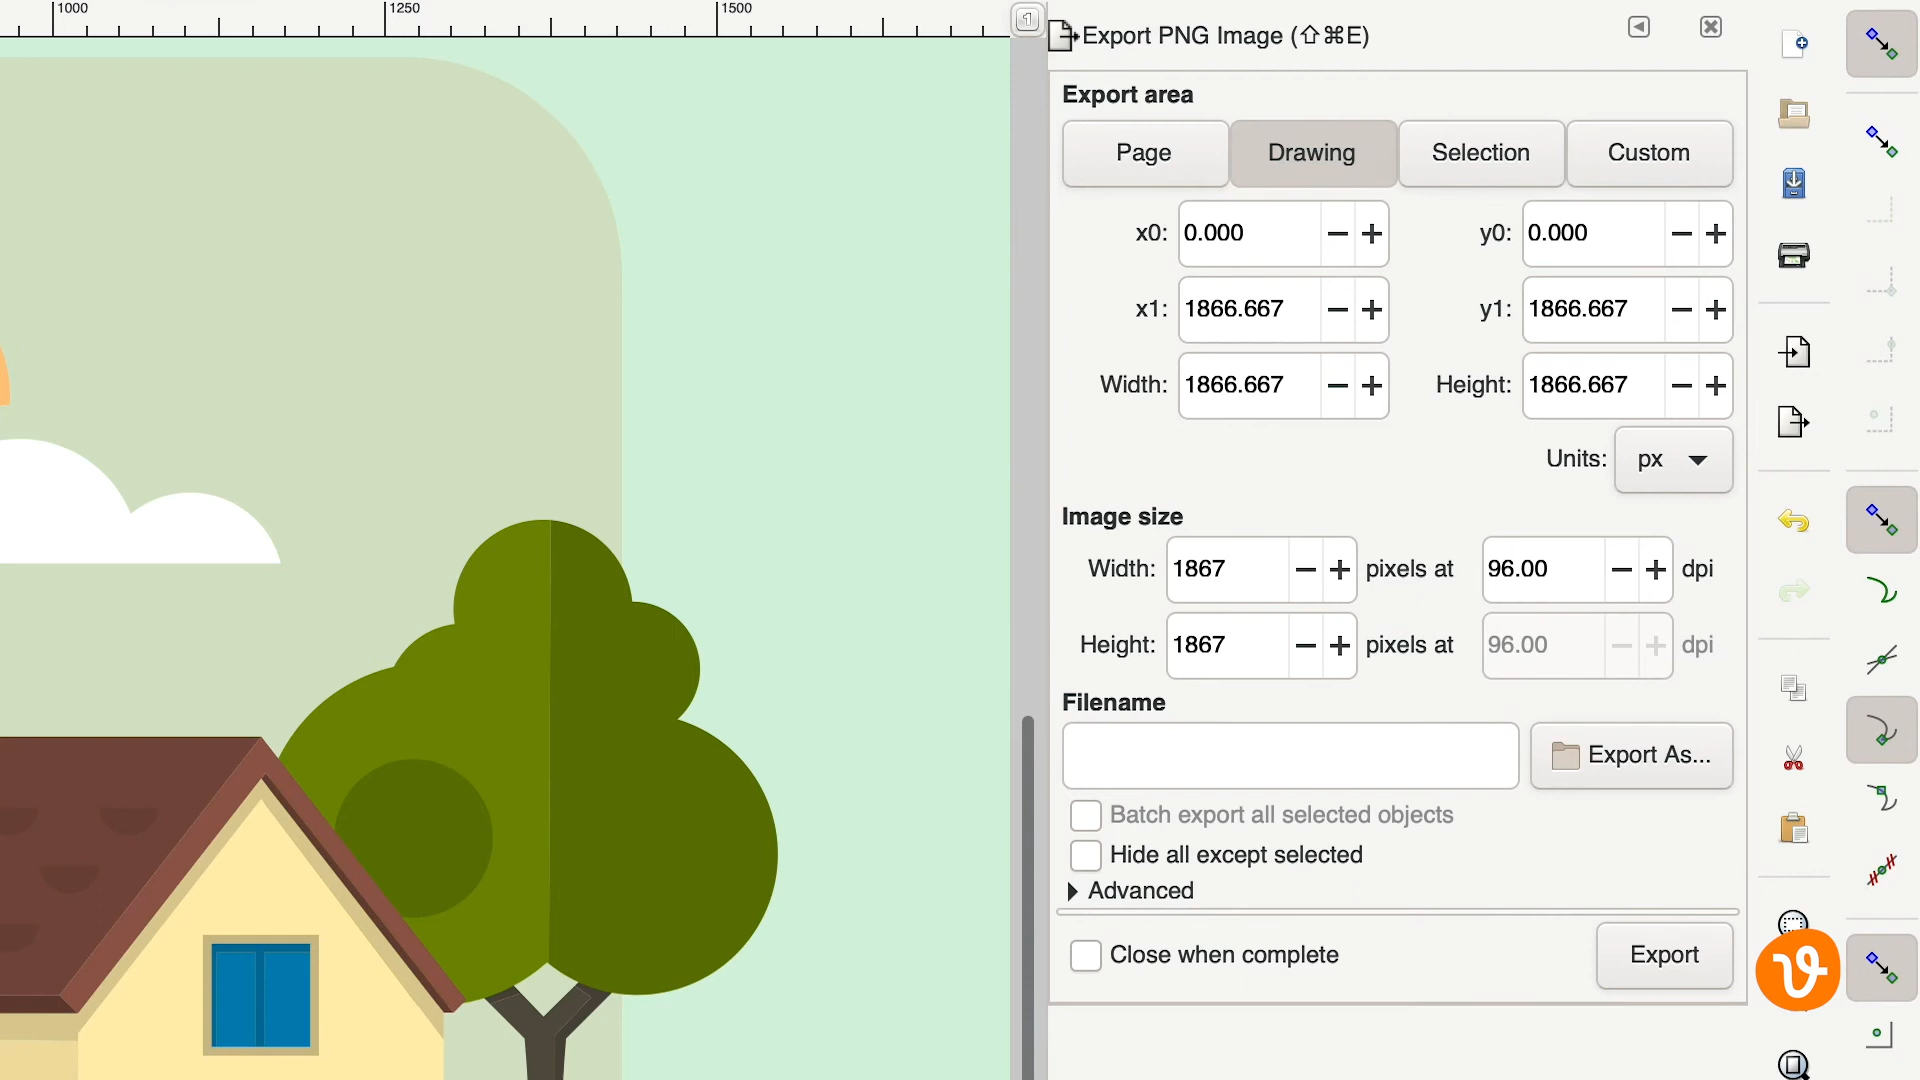 1000
1250
1500
1
Export PNG Image (⇧⌘E)
Export area
Page
Drawing
Selection
Custom
x0: 0.000
y0: 0.000
x1: 1866.667
y1: 1866.667
Width: 1866.667
Height: 1866.667
Units: px
Image size
Width: 1867 pixels at 96.00 dpi
Height: 1867 pixels at 96.00 dpi
Filename
Export As...
Batch export all selected objects
Hide all except selected
Advanced
Close when complete
Export